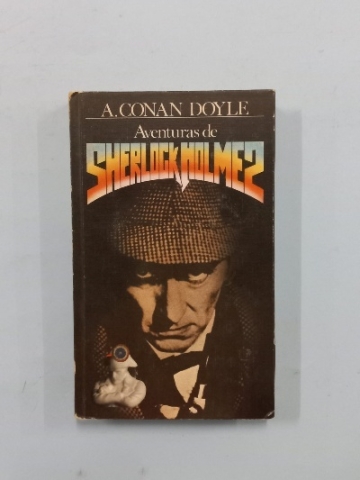 A. CONAN DOYLE
Aventuras de
SHERLOCK HOLMES